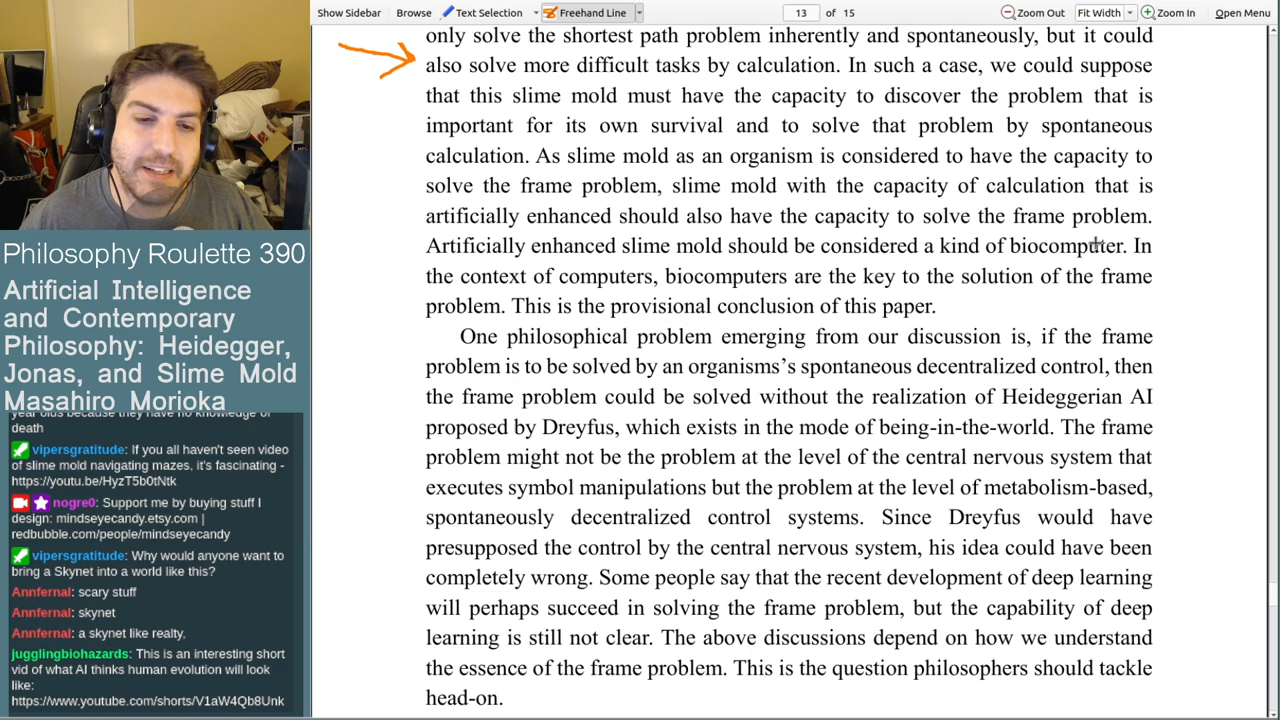 Show Sidebar Browse Text Selection Freehand Line 13 of 15 Zoom Out Fit Width Zoom In Open Menu
only solve the shortest path problem inherently and spontaneously, but it could
also solve more difficult tasks by calculation. In such a case, we could suppose
that this slime mold must have the capacity to discover the problem that is
important for its own survival and to solve that problem by spontaneous
calculation. As slime mold as an organism is considered to have the capacity to
solve the frame problem, slime mold with the capacity of calculation that is
artificially enhanced should also have the capacity to solve the frame problem.
Artificially enhanced slime mold should be considered a kind of biocomputer. In
the context of computers, biocomputers are the key to the solution of the frame
problem. This is the provisional conclusion of this paper.
One philosophical problem emerging from our discussion is, if the frame
problem is to be solved by an organisms's spontaneous decentralized control, then
the frame problem could be solved without the realization of Heideggerian AI
proposed by Dreyfus, which exists in the mode of being-in-the-world. The frame
problem might not be the problem at the level of the central nervous system that
executes symbol manipulations but the problem at the level of metabolism-based,
spontaneously decentralized control systems. Since Dreyfus would have
presupposed the control by the central nervous system, his idea could have been
completely wrong. Some people say that the recent development of deep learning
will perhaps succeed in solving the frame problem, but the capability of deep
learning is still not clear. The above discussions depend on how we understand
the essence of the frame problem. This is the question philosophers should tackle
head-on.
Philosophy Roulette 390
Artificial Intelligence
and Contemporary
Philosophy: Heidegger,
Jonas, and Slime Mold
Masahiro Morioka
year olds because they have no knowledge of
death
vipersgratitude: If you all haven't seen video
of slime mold navigating mazes, it's fascinating -
https://youtu.be/HyzT5b0tNtk
nogre0: Support me by buying stuff I
design: mindseyecandy.etsy.com |
redbubble.com/people/mindseyecandy
vipersgratitude: Why would anyone want to
bring a Skynet into a world like this?
Annfernal: scary stuff
Annfernal: skynet
Annfernal: a skynet like realty,
jugglingbiohazards: This is an interesting short
vid of what AI thinks human evolution will look
like:
https://www.youtube.com/shorts/V1aW4Qb8Unk